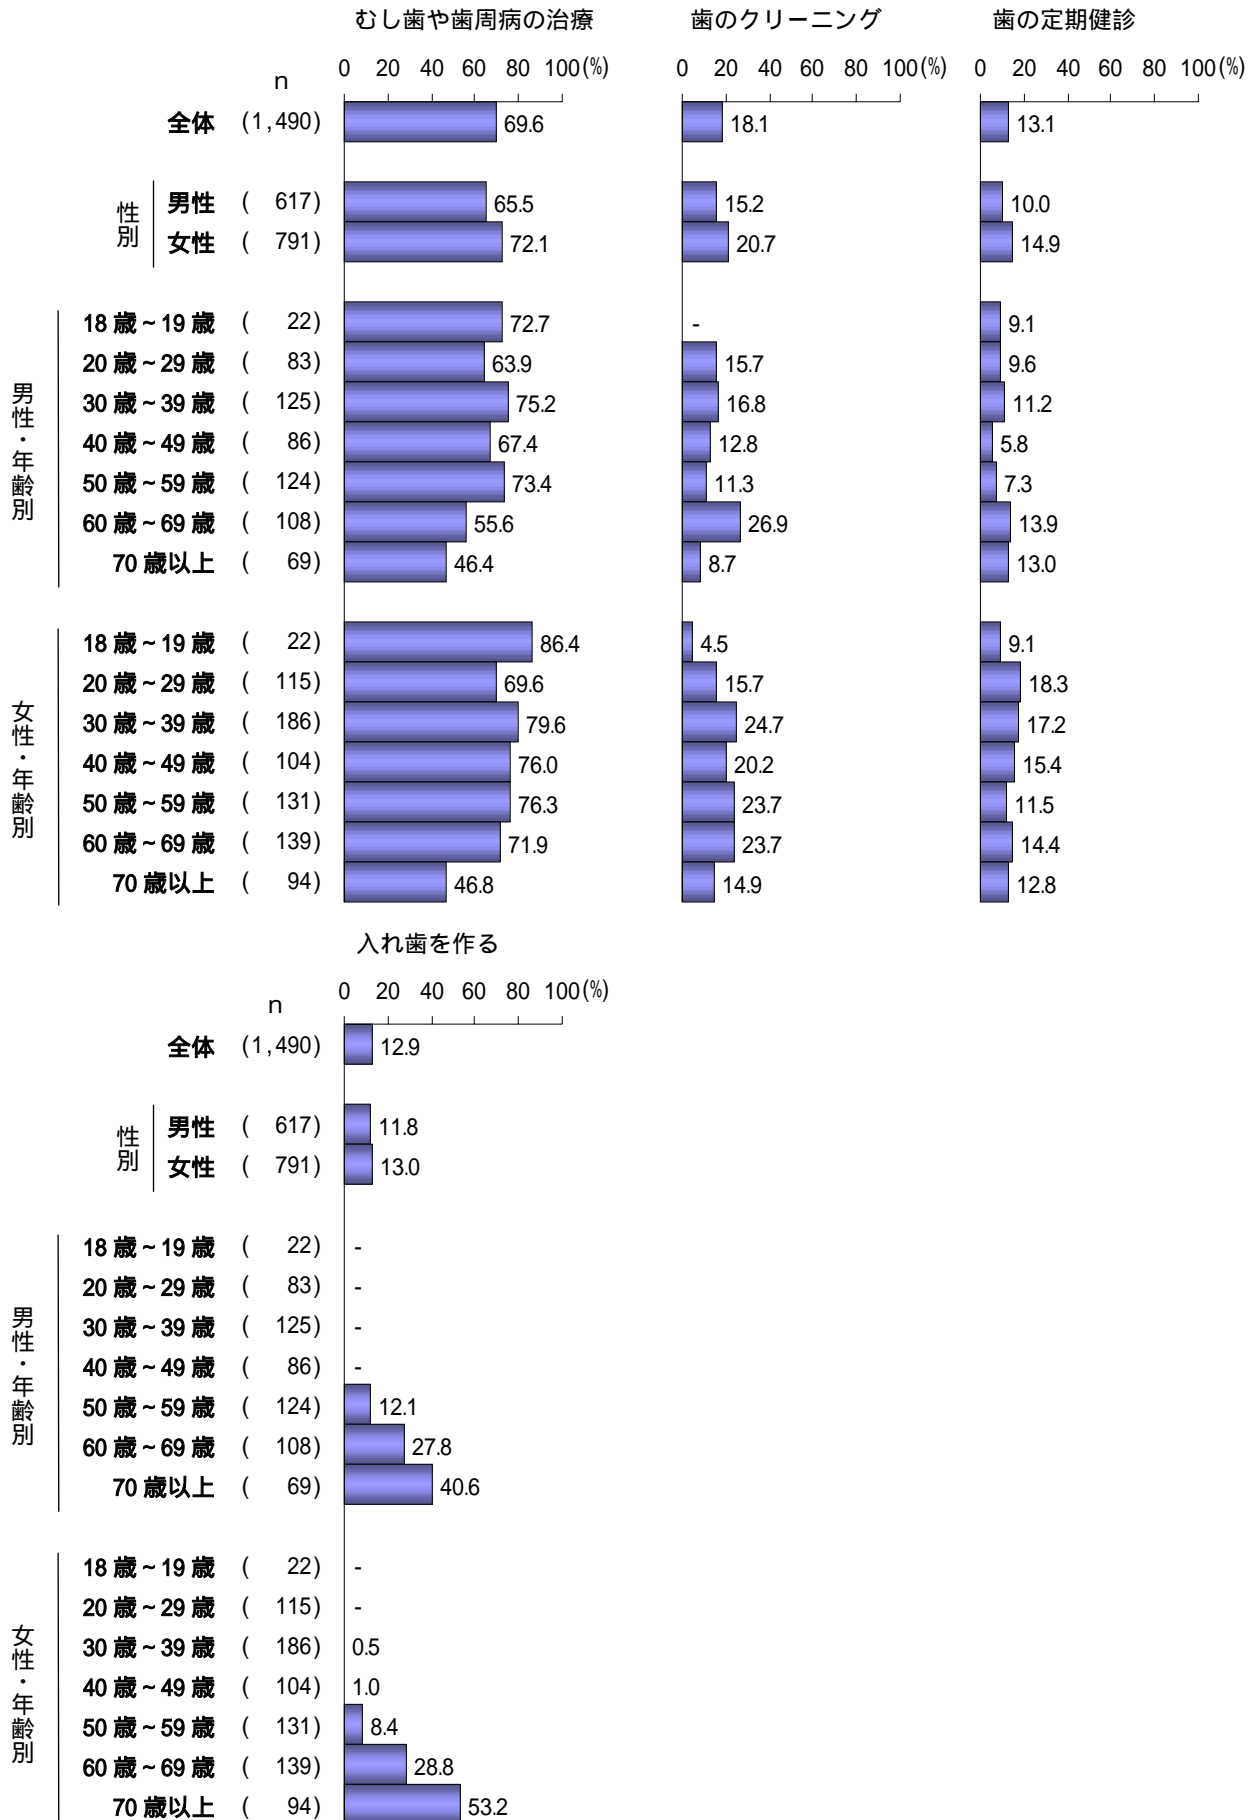 むし歯や歯周病の治療 歯のクリーニング 歯の定期健診
n 0 20 40 60 80 100(%) 0 20 40 60 80 100(%) 0 20 40 60 80 100(%)
全体 (1,490) 69.6 18.1 13.1
性別
男性 ( 617) 65.5 15.2 10.0
女性 ( 791) 72.1 20.7 14.9
男性・年齢別
18歳~19歳 ( 22) 72.7 - 9.1
20歳~29歳 ( 83) 63.9 15.7 9.6
30歳~39歳 ( 125) 75.2 16.8 11.2
40歳~49歳 ( 86) 67.4 12.8 5.8
50歳~59歳 ( 124) 73.4 11.3 7.3
60歳~69歳 ( 108) 55.6 26.9 13.9
70歳以上 ( 69) 46.4 8.7 13.0
女性・年齢別
18歳~19歳 ( 22) 86.4 4.5 9.1
20歳~29歳 ( 115) 69.6 15.7 18.3
30歳~39歳 ( 186) 79.6 24.7 17.2
40歳~49歳 ( 104) 76.0 20.2 15.4
50歳~59歳 ( 131) 76.3 23.7 11.5
60歳~69歳 ( 139) 71.9 23.7 14.4
70歳以上 ( 94) 46.8 14.9 12.8
入れ歯を作る
n 0 20 40 60 80 100(%)
全体 (1,490) 12.9
性別
男性 ( 617) 11.8
女性 ( 791) 13.0
男性・年齢別
18歳~19歳 ( 22) -
20歳~29歳 ( 83) -
30歳~39歳 ( 125) -
40歳~49歳 ( 86) -
50歳~59歳 ( 124) 12.1
60歳~69歳 ( 108) 27.8
70歳以上 ( 69) 40.6
女性・年齢別
18歳~19歳 ( 22) -
20歳~29歳 ( 115) -
30歳~39歳 ( 186) 0.5
40歳~49歳 ( 104) 1.0
50歳~59歳 ( 131) 8.4
60歳~69歳 ( 139) 28.8
70歳以上 ( 94) 53.2